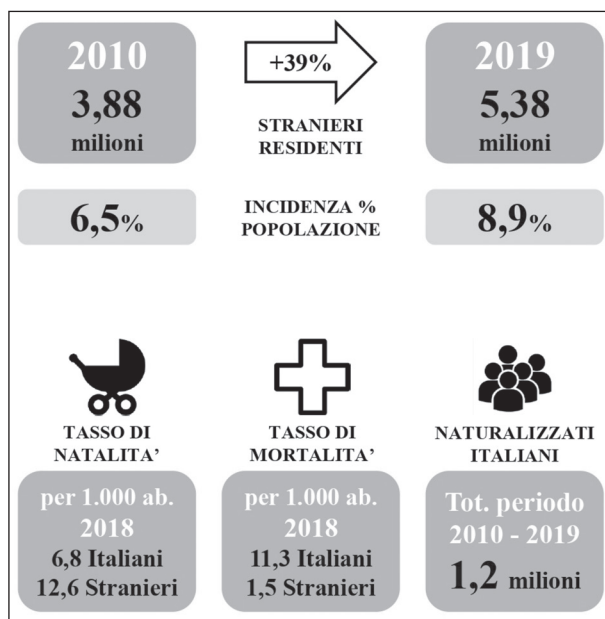 2010
3,88
milioni
+39%
STRANIERI
RESIDENTI
2019
5,38
milioni
6,5%
INCIDENZA %
POPOLAZIONE
8,9%
TASSO DI
NATALITA’
per 1.000 ab.
2018
6,8 Italiani
12,6 Stranieri
TASSO DI
MORTALITA’
per 1.000 ab.
2018
11,3 Italiani
1,5 Stranieri
NATURALIZZATI
ITALIANI
Tot. periodo
2010 - 2019
1,2 milioni